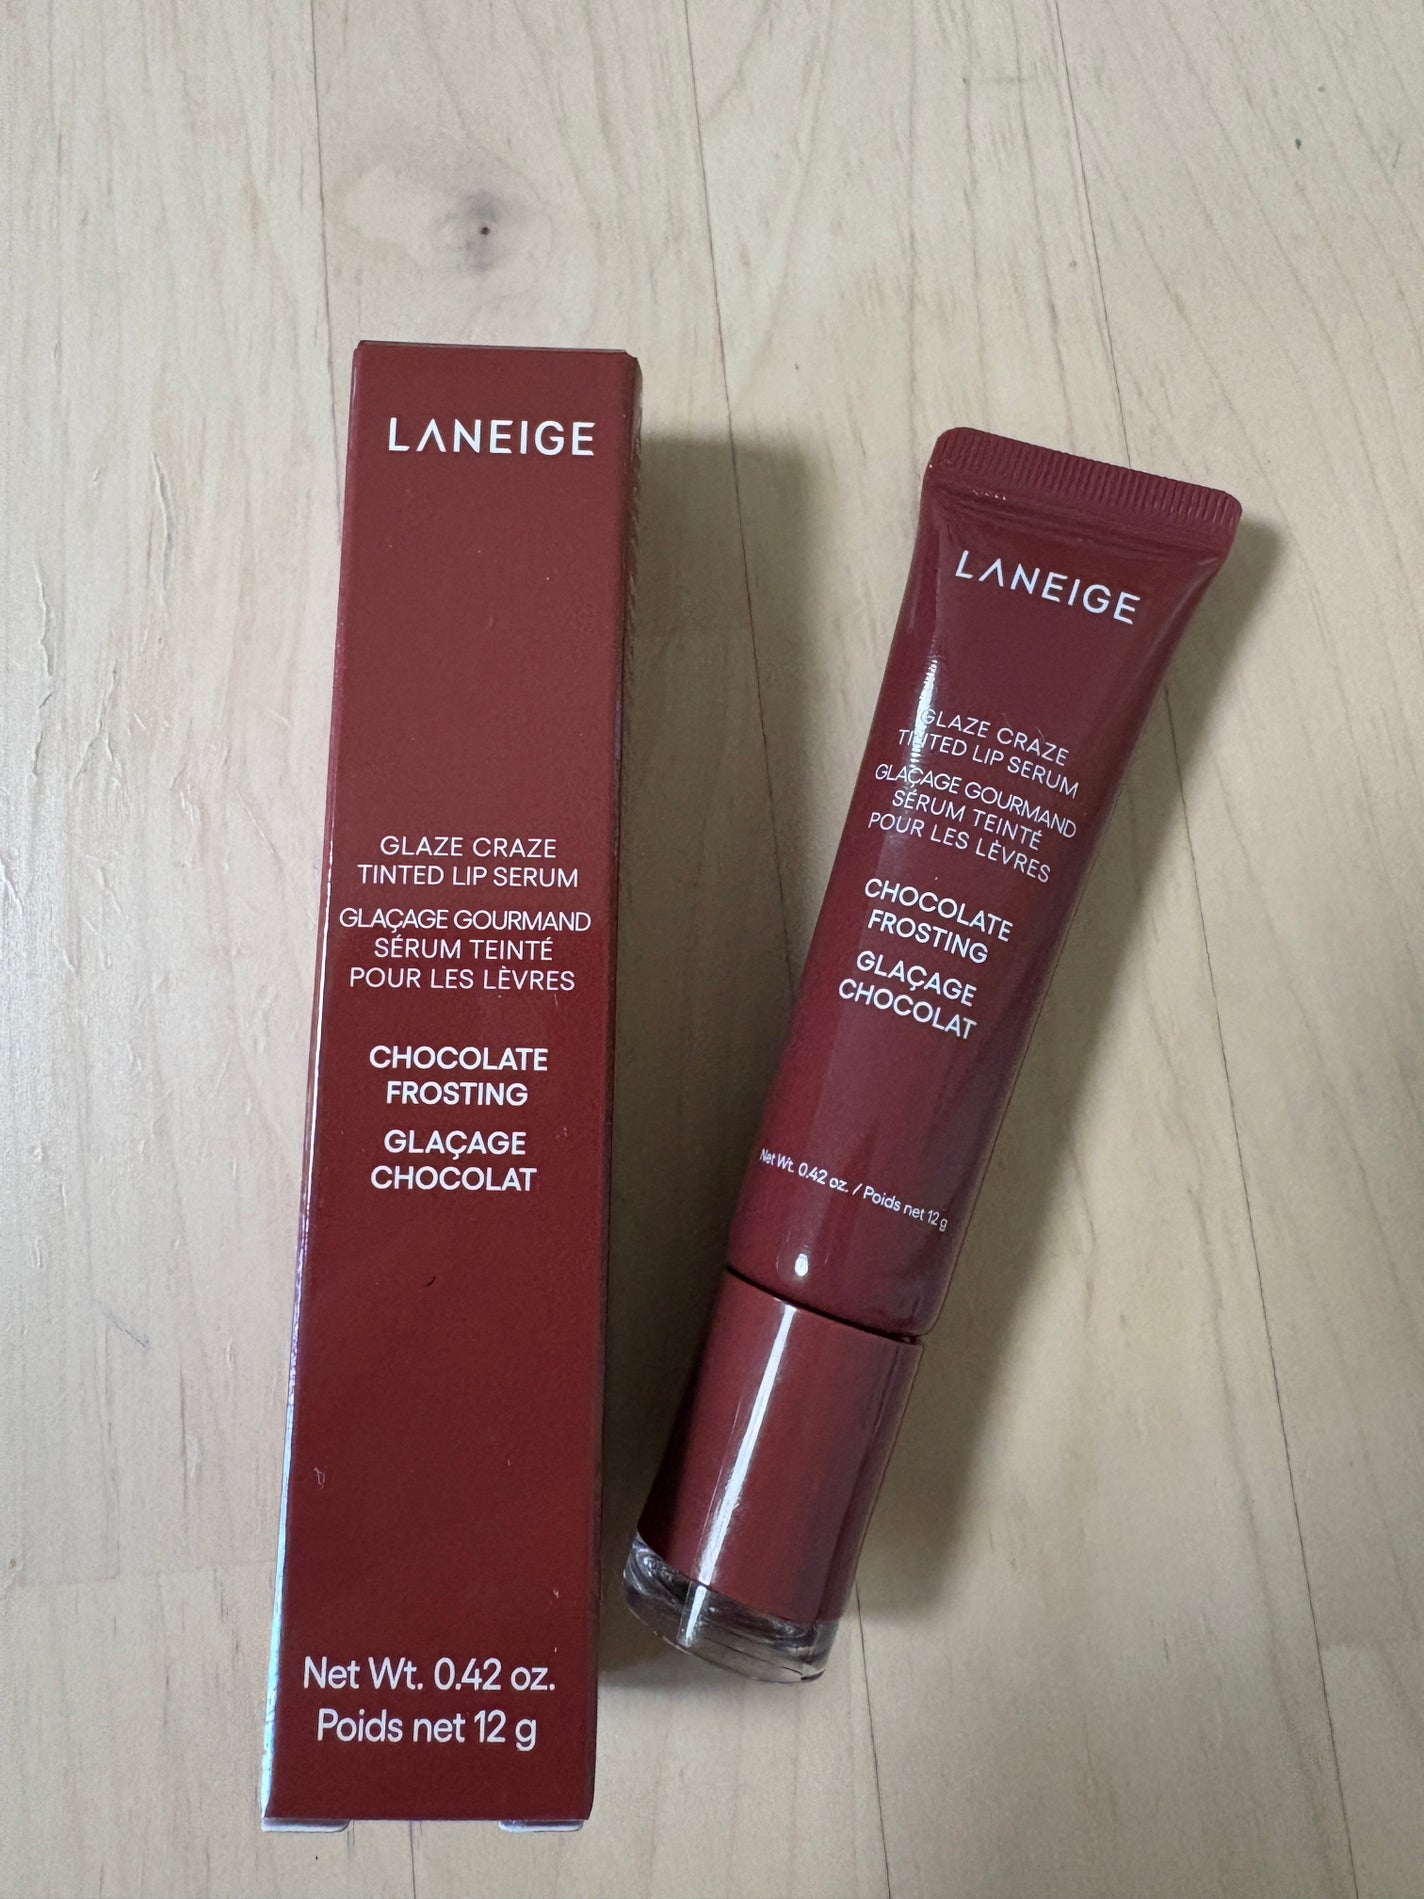 LANEIGE
GLAZE CRAZE
TINTED LIP SERUM
GLAÇAGE GOURMAND
SÉRUM TEINTÉ
POUR LES LÈVRES
CHOCOLATE
FROSTING
GLAÇAGE
CHOCOLAT
Net Wt. 0.42 oz.
Poids net 12 g
LANEIGE
GLAZE CRAZE
TINTED LIP SERUM
GLAÇAGE GOURMAND
SÉRUM TEINTÉ
POUR LES LÈVRES
CHOCOLATE
FROSTING
GLAÇAGE
CHOCOLAT
Net Wt. 0.42 oz. / Poids net 12 g